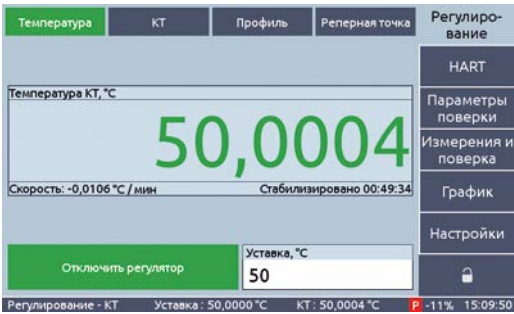 Температура КТ Профиль Реперная точка Регулиро-
вание
HART
Параметры
поверки
Измерения и
поверка
График
Настройки
Температура КТ, °C
50,0004
Скорость: -0,0106 °C / мин Стабилизировано 00:49:34
Отключить регулятор
Уставка, °C
50
Регулирование - КТ Уставка : 50,0000 °C КТ : 50,0004 °C P -11% 15:09:50